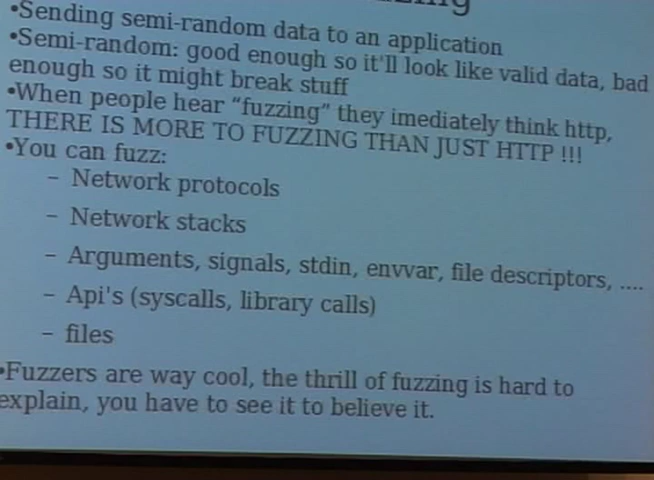 •Sending semi-random data to an application
•Semi-random: good enough so it'll look like valid data, bad
enough so it might break stuff
•When people hear "fuzzing" they imediately think http,
THERE IS MORE TO FUZZING THAN JUST HTTP !!!
•You can fuzz:
– Network protocols
– Network stacks
– Arguments, signals, stdin, envvar, file descriptors, ....
– Api's (syscalls, library calls)
– files
•Fuzzers are way cool, the thrill of fuzzing is hard to
explain, you have to see it to believe it.